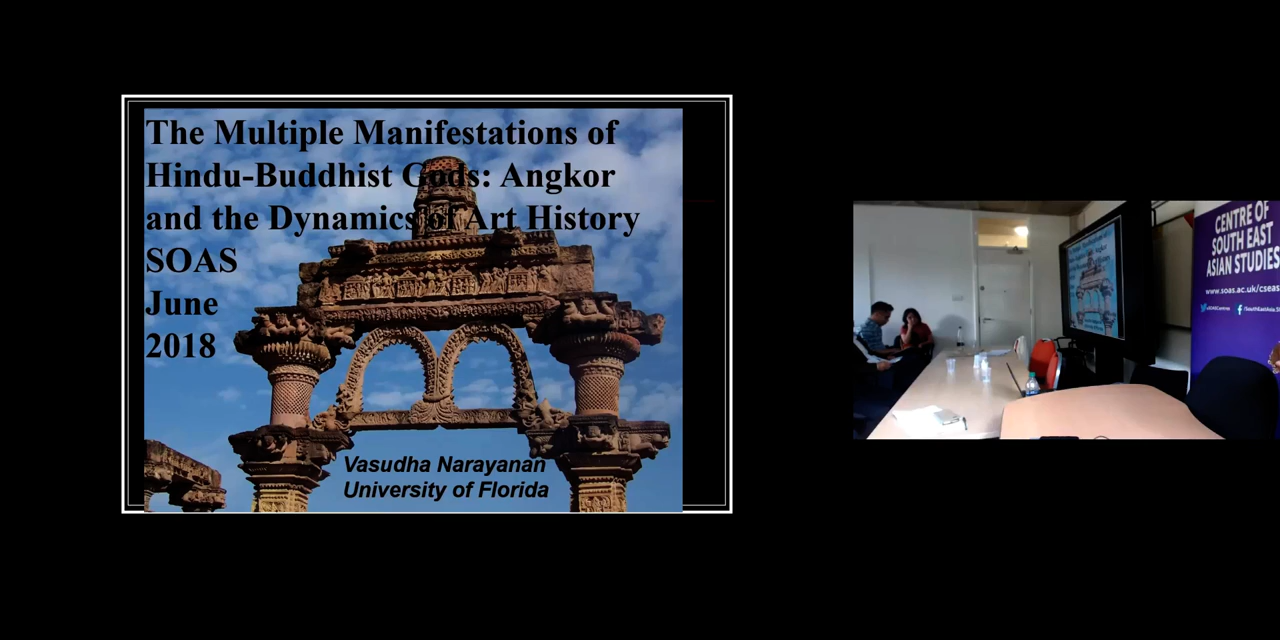 The Multiple Manifestations of
Hindu-Buddhist Gods: Angkor
and the Dynamics of Art History
SOAS
June
2018
Vasudha Narayanan
University of Florida
CENTRE OF
SOUTH EAST
ASIAN STUDIES
www.soas.ac.uk/cseas